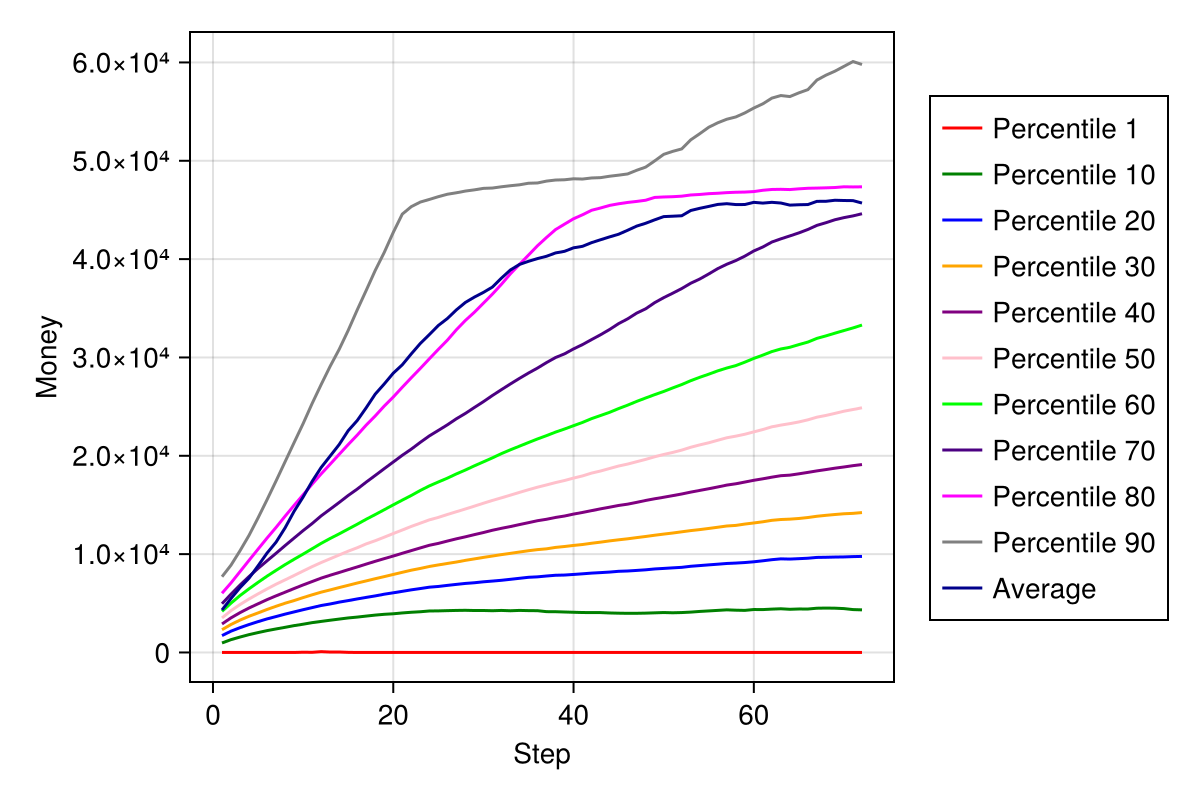 6.0×10⁴
5.0×10⁴
4.0×10⁴
3.0×10⁴
2.0×10⁴
1.0×10⁴
0
Money
0 20 40 60
Step
Percentile 1
Percentile 10
Percentile 20
Percentile 30
Percentile 40
Percentile 50
Percentile 60
Percentile 70
Percentile 80
Percentile 90
Average